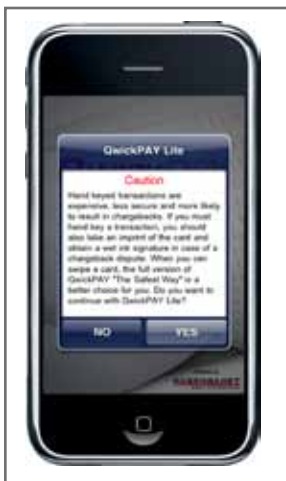 QwickPAY Lite
Caution
Hand keyed transactions are
expensive, less secure and more likely
to result in chargebacks. If you must
hand key a transaction, you should
also take an imprint of the card and
obtain a wet ink signature in case of a
chargeback dispute. When you can
swipe a card, the full version of
QwickPAY "The Safest Way" is a
better choice for you. Do you want to
continue with QwickPAY Lite?
NO YES